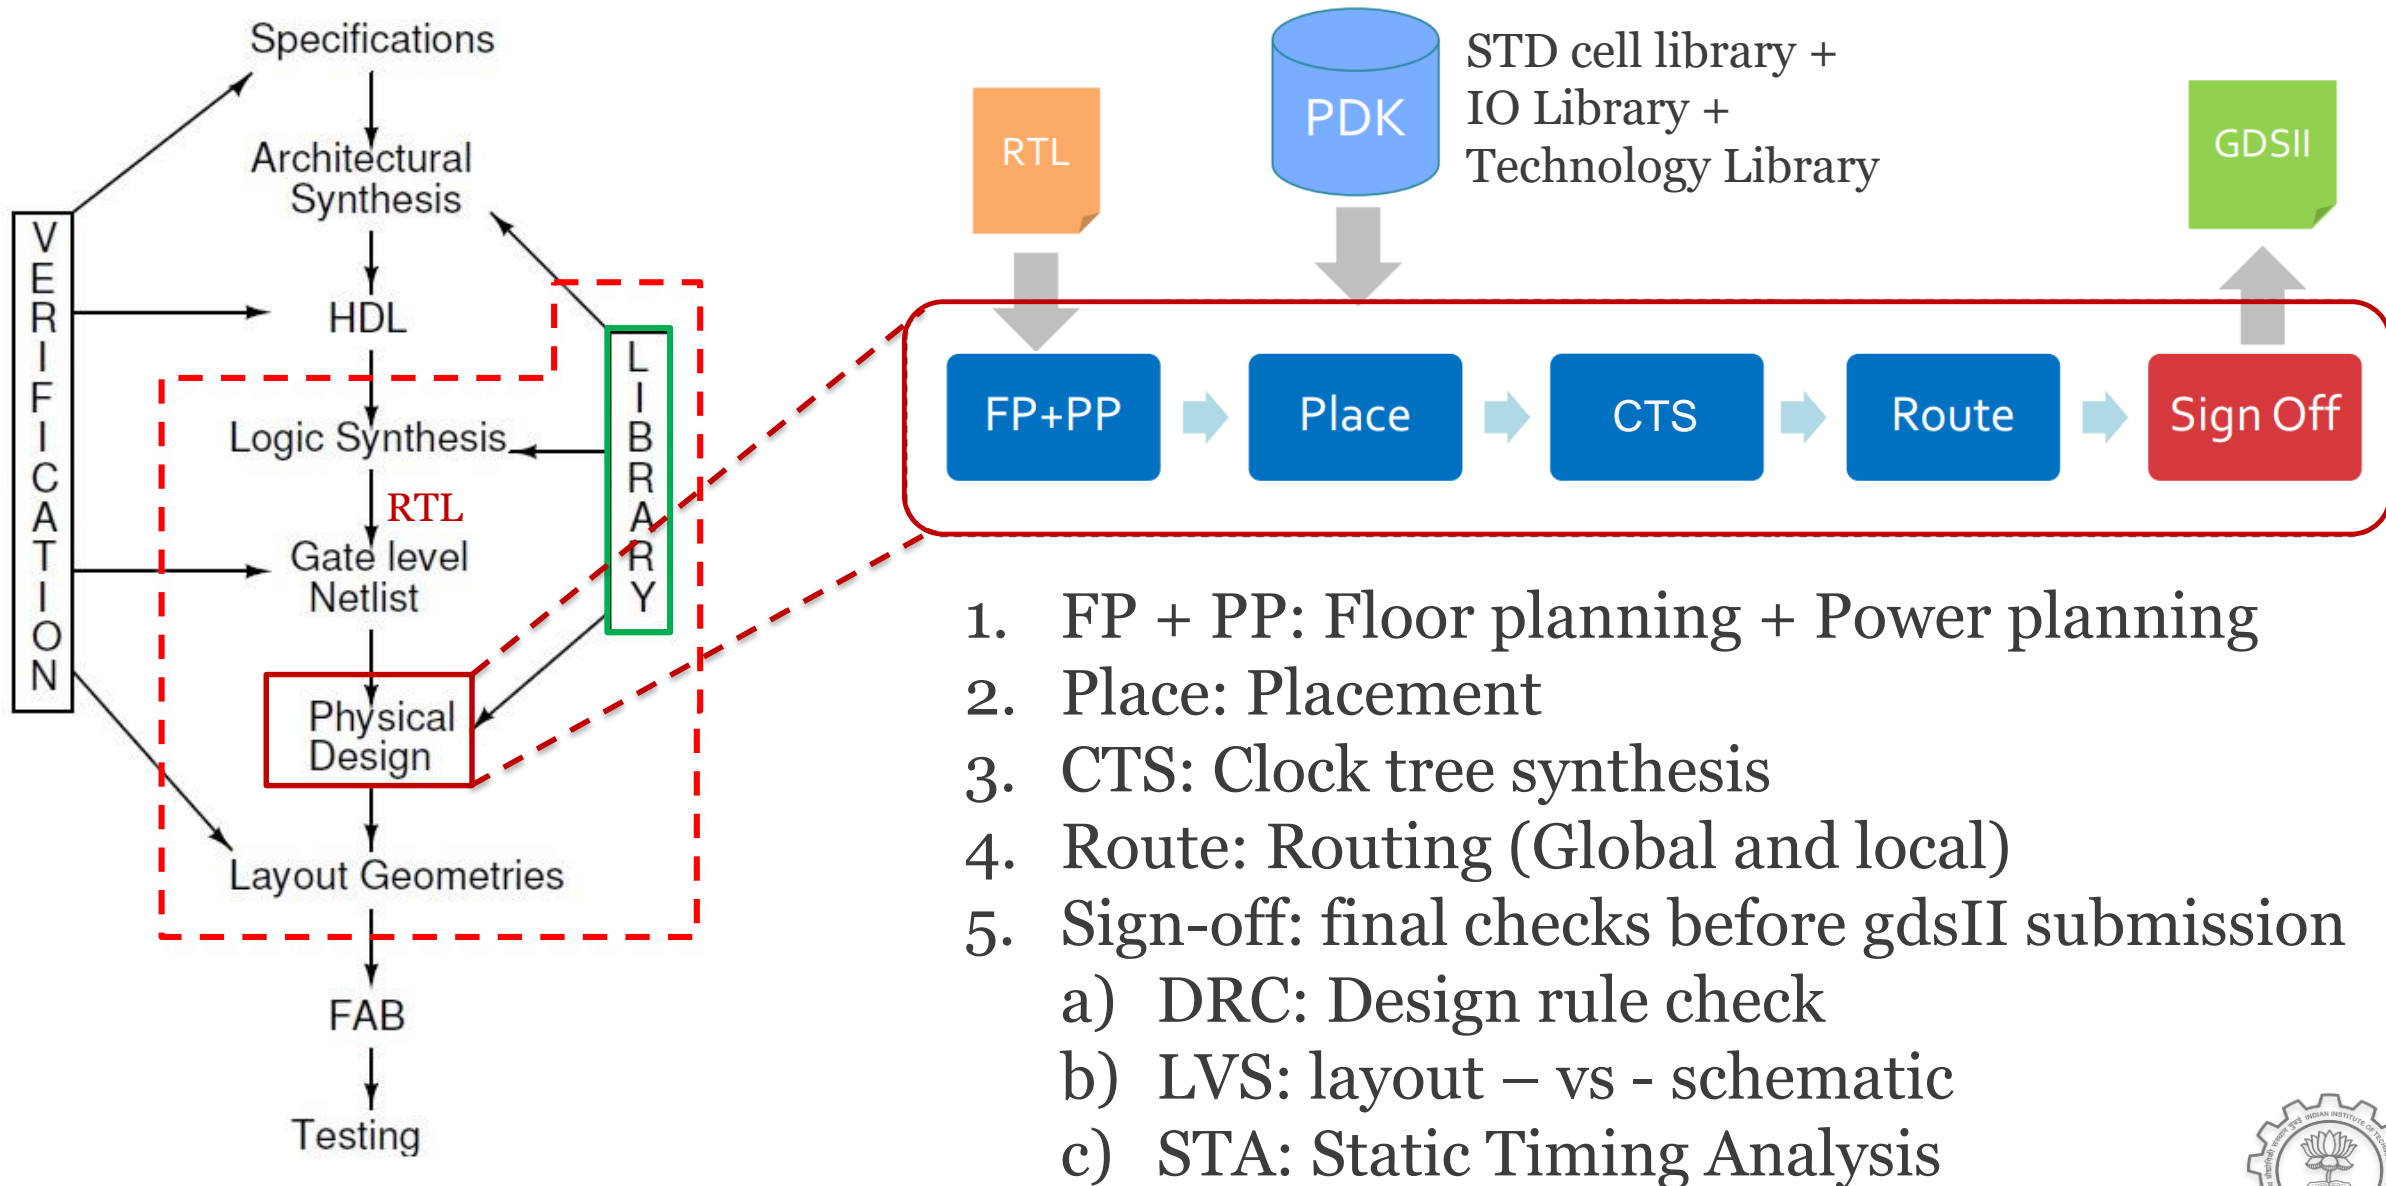 Specifications
Architectural
Synthesis
HDL
Logic Synthesis
RTL
Gate level
Netlist
Physical
Design
Layout Geometries
FAB
Testing
VERIFICATION
LIBRARY
RTL
PDK
STD cell library +
IO Library +
Technology Library
GDSII
FP+PP
Place
CTS
Route
Sign Off
1. FP + PP: Floor planning + Power planning
2. Place: Placement
3. CTS: Clock tree synthesis
4. Route: Routing (Global and local)
5. Sign-off: final checks before gdsII submission
a) DRC: Design rule check
b) LVS: layout – vs - schematic
c) STA: Static Timing Analysis
INDIAN INSTITUTE OF